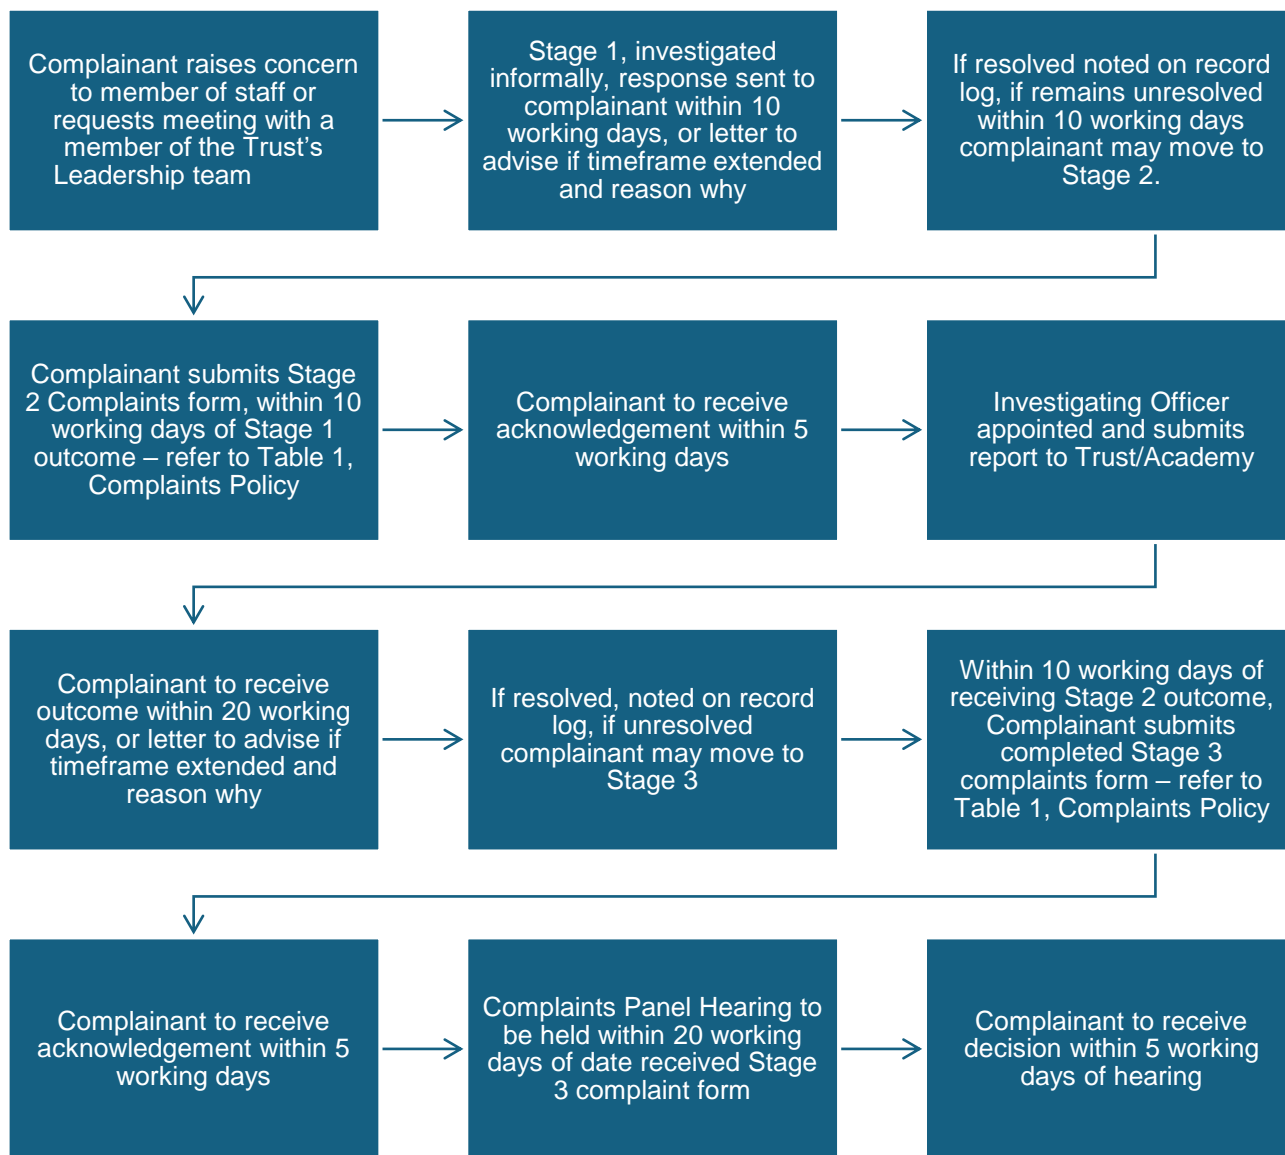 Complainant raises concern
to member of staff or
requests meeting with a
member of the Trust’s
Leadership team
Stage 1, investigated
informally, response sent to
complainant within 10
working days, or letter to
advise if timeframe extended
and reason why
If resolved noted on record
log, if remains unresolved
within 10 working days
complainant may move to
Stage 2.
Complainant submits Stage
2 Complaints form, within 10
working days of Stage 1
outcome – refer to Table 1,
Complaints Policy
Complainant to receive
acknowledgement within 5
working days
Investigating Officer
appointed and submits
report to Trust/Academy
Complainant to receive
outcome within 20 working
days, or letter to advise if
timeframe extended and
reason why
If resolved, noted on record
log, if unresolved
complainant may move to
Stage 3
Within 10 working days of
receiving Stage 2 outcome,
Complainant submits
completed Stage 3
complaints form – refer to
Table 1, Complaints Policy
Complainant to receive
acknowledgement within 5
working days
Complaints Panel Hearing to
be held within 20 working
days of date received Stage
3 complaint form
Complainant to receive
decision within 5 working
days of hearing